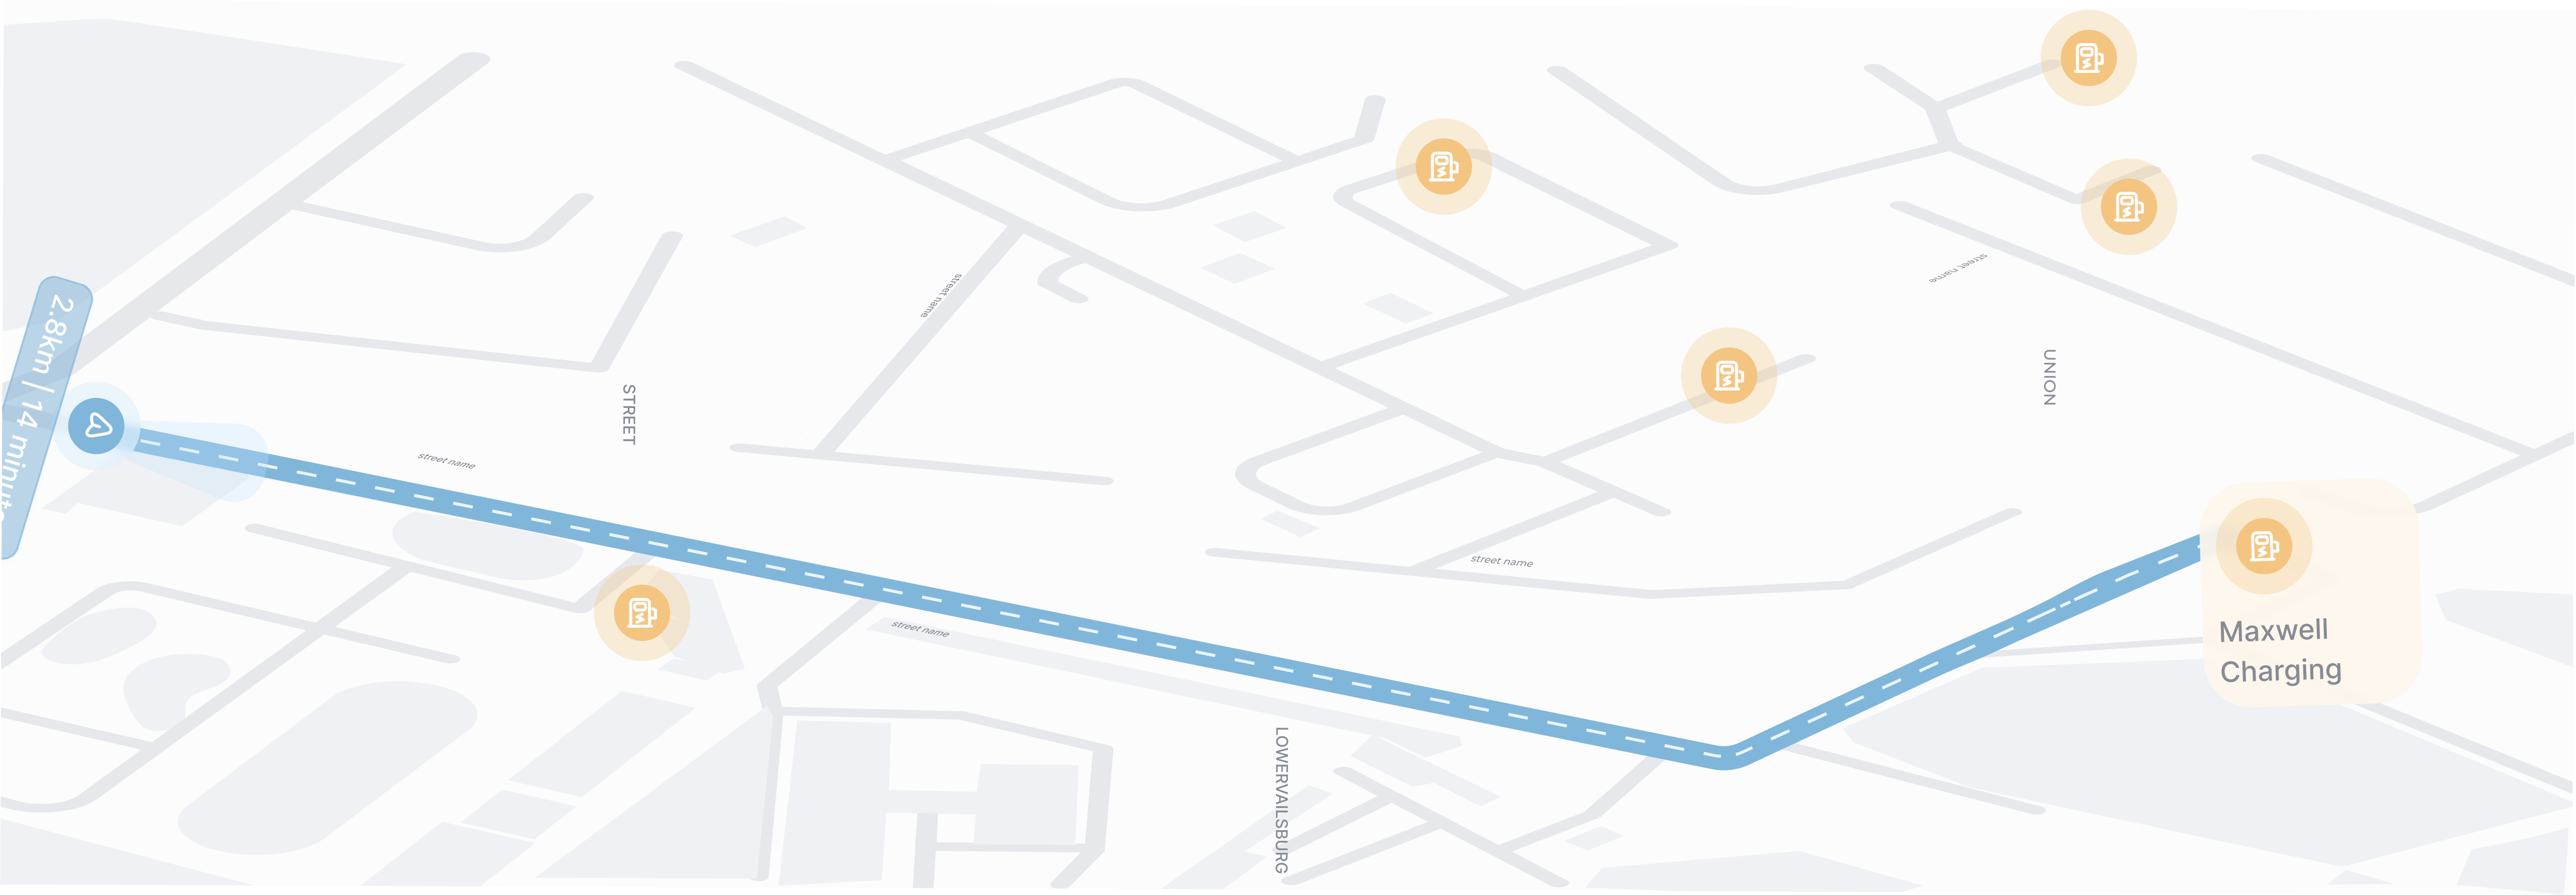 2.8km | 14 minut
STREET
street name
street name
street name
street name
street name
UNION
LOWERVAILSBURG
Maxwell
Charging